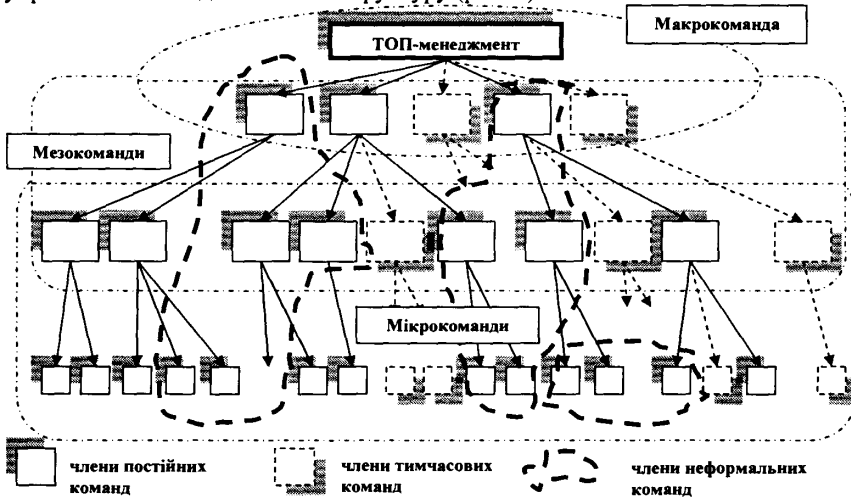 Макрокоманда
ТОП-менеджмент
Мезокоманди
Мікрокоманди
члени постійних
команд
члени тимчасових
команд
члени неформальних
команд